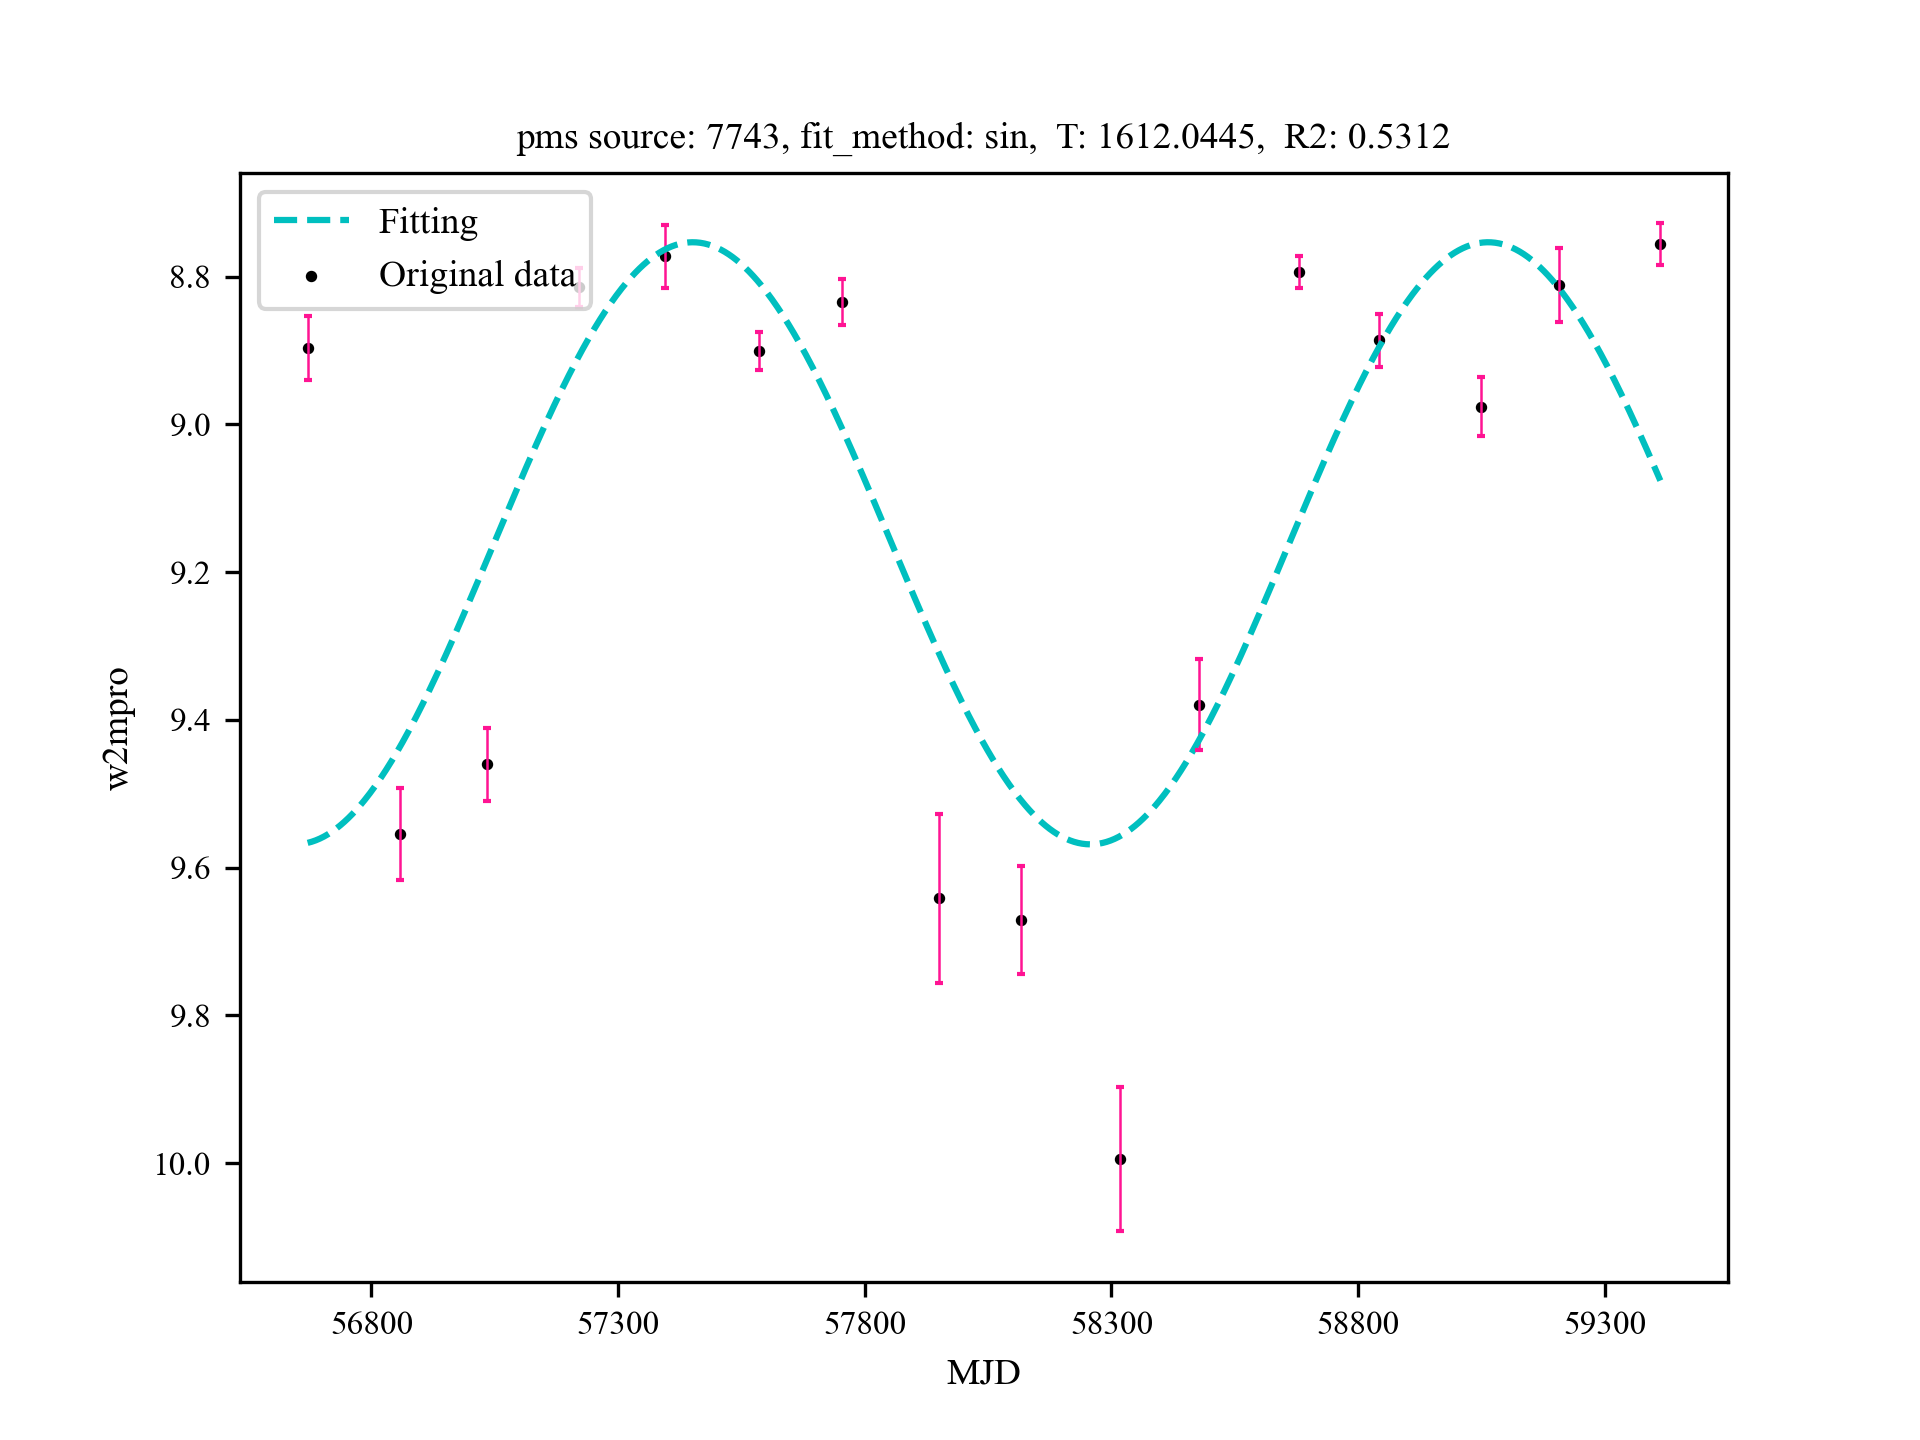 pms source: 7743, fit_method: sin,  T: 1612.0445,  R2: 0.5312
Fitting
Original data
8.8
9.0
9.2
9.4
9.6
9.8
10.0
w2mpro
56800 57300 57800 58300 58800 59300
MJD